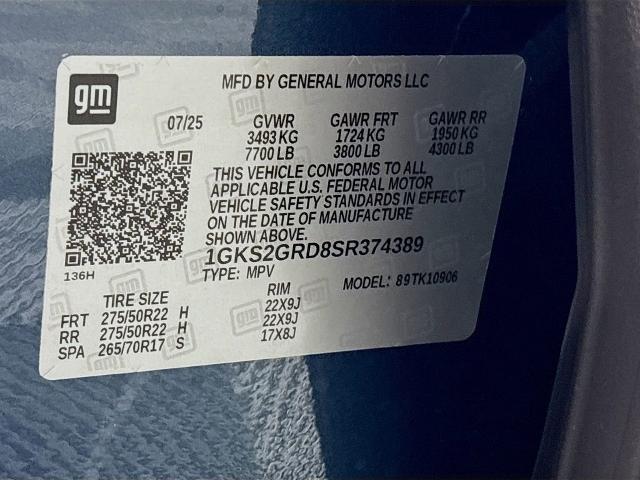 gm
MFD BY GENERAL MOTORS LLC
07/25 GVWR GAWR FRT GAWR RR
3493 KG 1724 KG 1950 KG
7700 LB 3800 LB 4300 LB
THIS VEHICLE CONFORMS TO ALL
APPLICABLE U.S. FEDERAL MOTOR
VEHICLE SAFETY STANDARDS IN EFFECT
ON THE DATE OF MANUFACTURE
SHOWN ABOVE.
1GKS2GRD8SR374389
136H
TYPE: MPV MODEL: 89TK10906
TIRE SIZE RIM
FRT 275/50R22 H 22X9J
RR 275/50R22 H 22X9J
SPA 265/70R17 S 17X8J